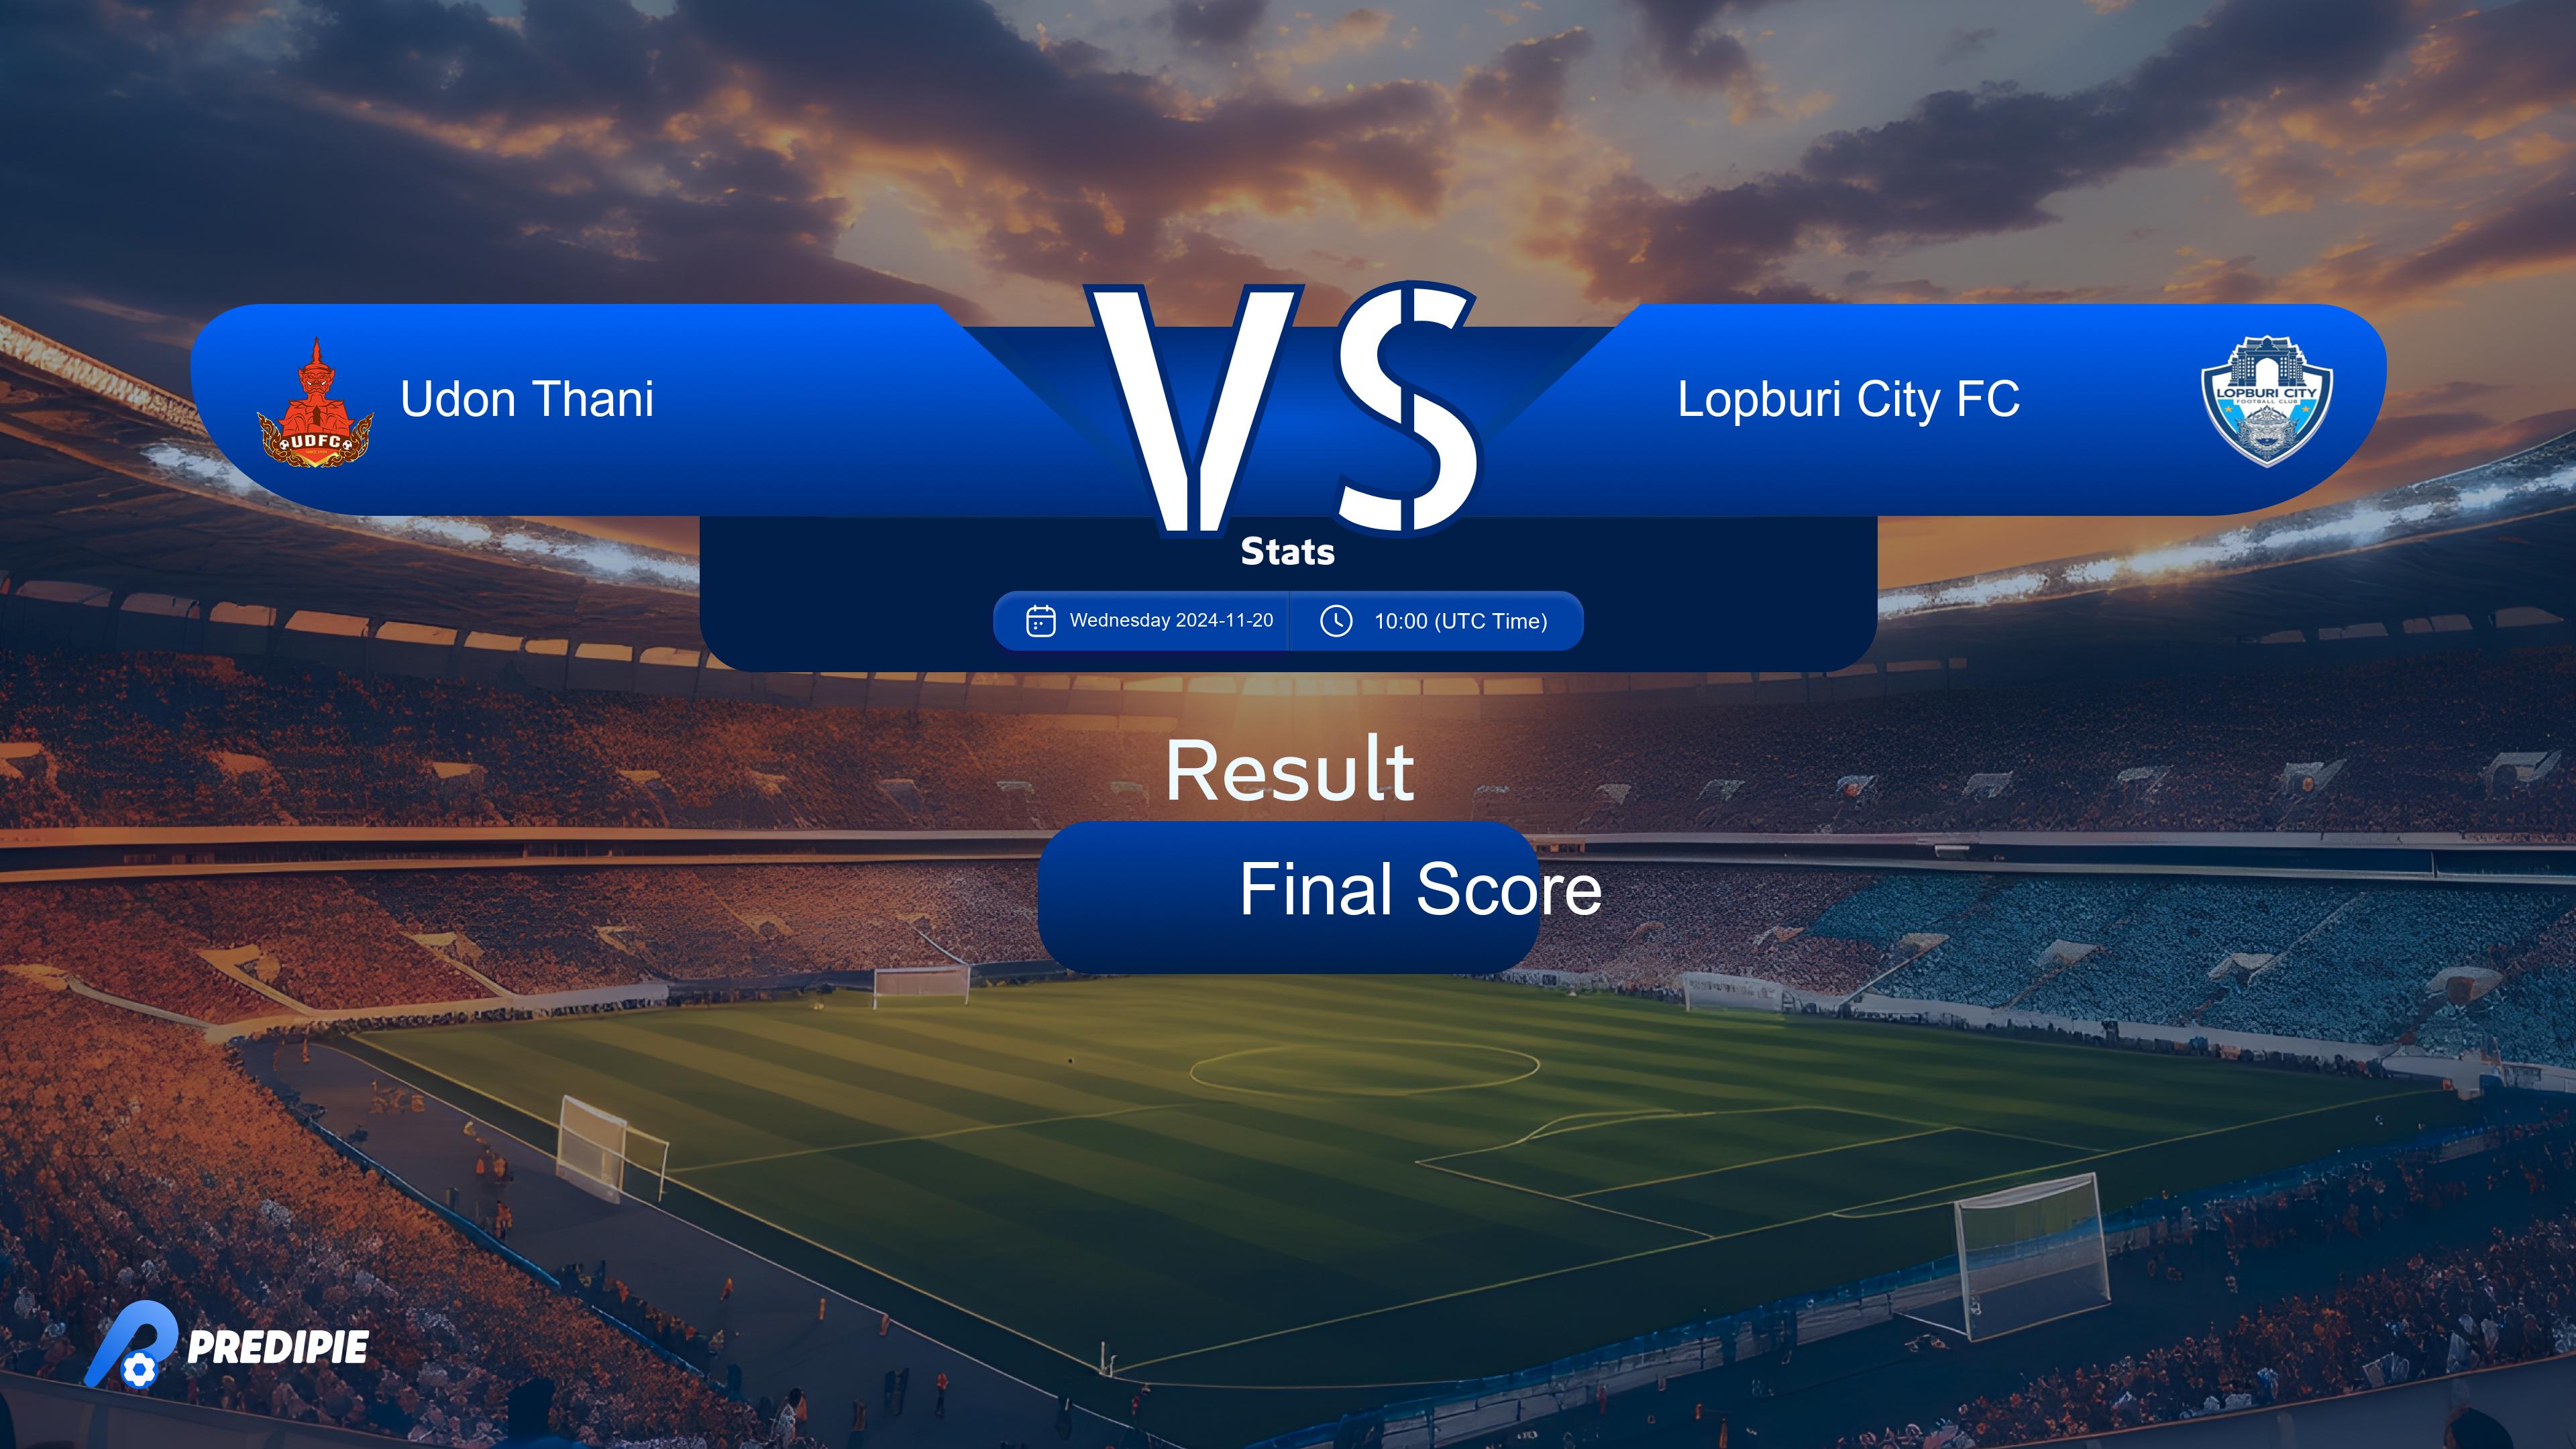 VS
Udon Thani
Lopburi City FC
UDFC
LOPBURI CITY
FOOTBALL CLUB
Stats
Wednesday 2024-11-20
10:00 (UTC Time)
Result
Final Score
PREDIPIE